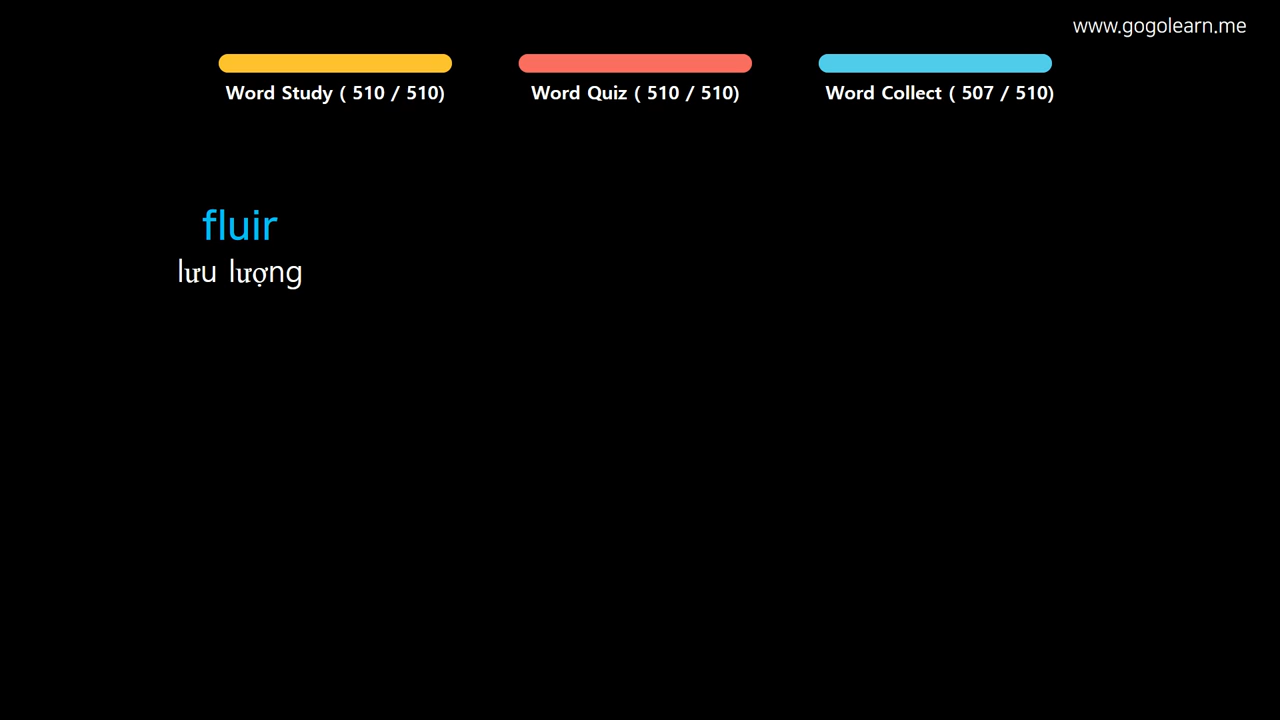 www.gogolearn.me
Word Study ( 510 / 510)
Word Quiz ( 510 / 510)
Word Collect ( 507 / 510)
fluir
lưu lượng